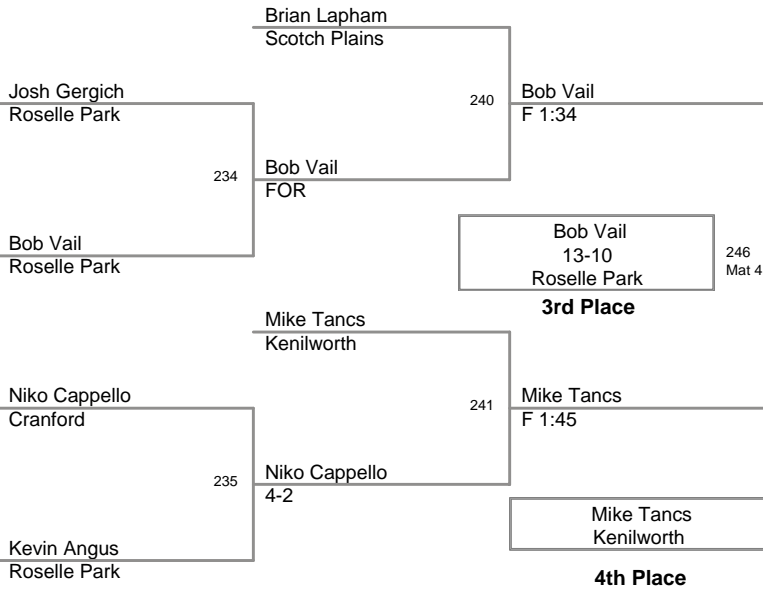 Brian Lapham
Scotch Plains
Josh Gergich
Roselle Park
240
Bob Vail
F 1:34
234
Bob Vail
FOR
Bob Vail
Roselle Park
Bob Vail
13-10
Roselle Park
246
Mat 4
3rd Place
Mike Tancs
Kenilworth
Niko Cappello
Cranford
241
Mike Tancs
F 1:45
235
Niko Cappello
4-2
Mike Tancs
Kenilworth
Kevin Angus
Roselle Park
4th Place